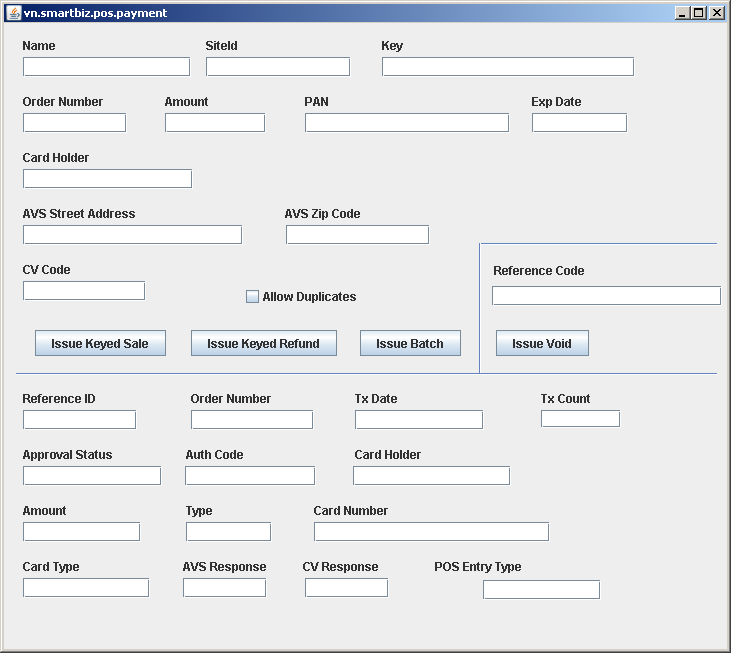 vn.smartbiz.pos.payment
Name SiteId Key
Order Number Amount PAN Exp Date
Card Holder
AVS Street Address AVS Zip Code
CV Code
Reference Code
Allow Duplicates
Issue Keyed Sale Issue Keyed Refund Issue Batch Issue Void
Reference ID Order Number Tx Date Tx Count
Approval Status Auth Code Card Holder
Amount Type Card Number
Card Type AVS Response CV Response POS Entry Type